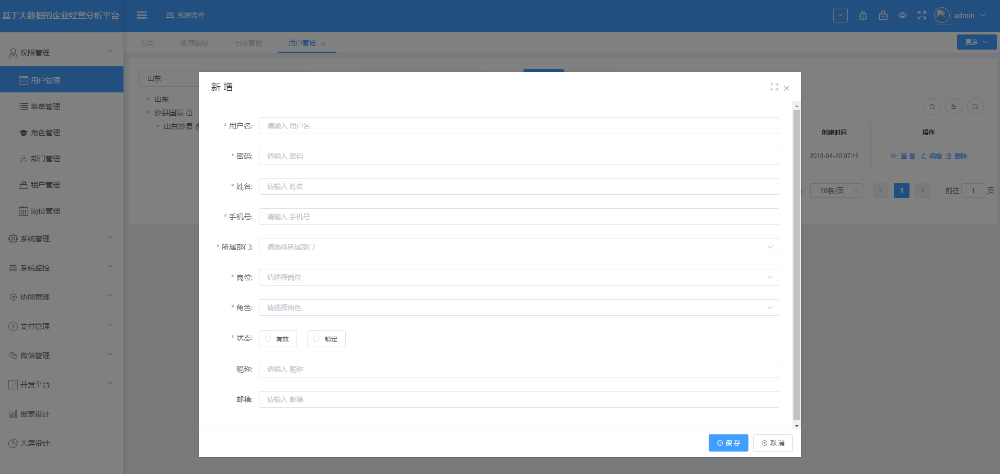 基于大数据的企业经营分析平台
系统监控
admin
首页
缓存监控
日志管理
用户管理
更多
权限管理
用户管理
菜单管理
角色管理
部门管理
租户管理
岗位管理
系统管理
系统监控
协同管理
支付管理
微信管理
开发平台
报表设计
大屏设计
山东
山东
沙县国际
山东沙县
新 增
* 用户名: 请输入 用户名
* 密码: 请输入 密码
* 姓名: 请输入 姓名
* 手机号: 请输入 手机号
* 所属部门: 请选择所属部门
* 岗位: 请选择岗位
* 角色: 请选择角色
* 状态: 有效 锁定
昵称: 请输入 昵称
邮箱: 请输入 邮箱
保 存 取 消
创建时间 操作
2018-04-20 07:15 查 看 编辑 删除
20条/页 1 前往 1 页